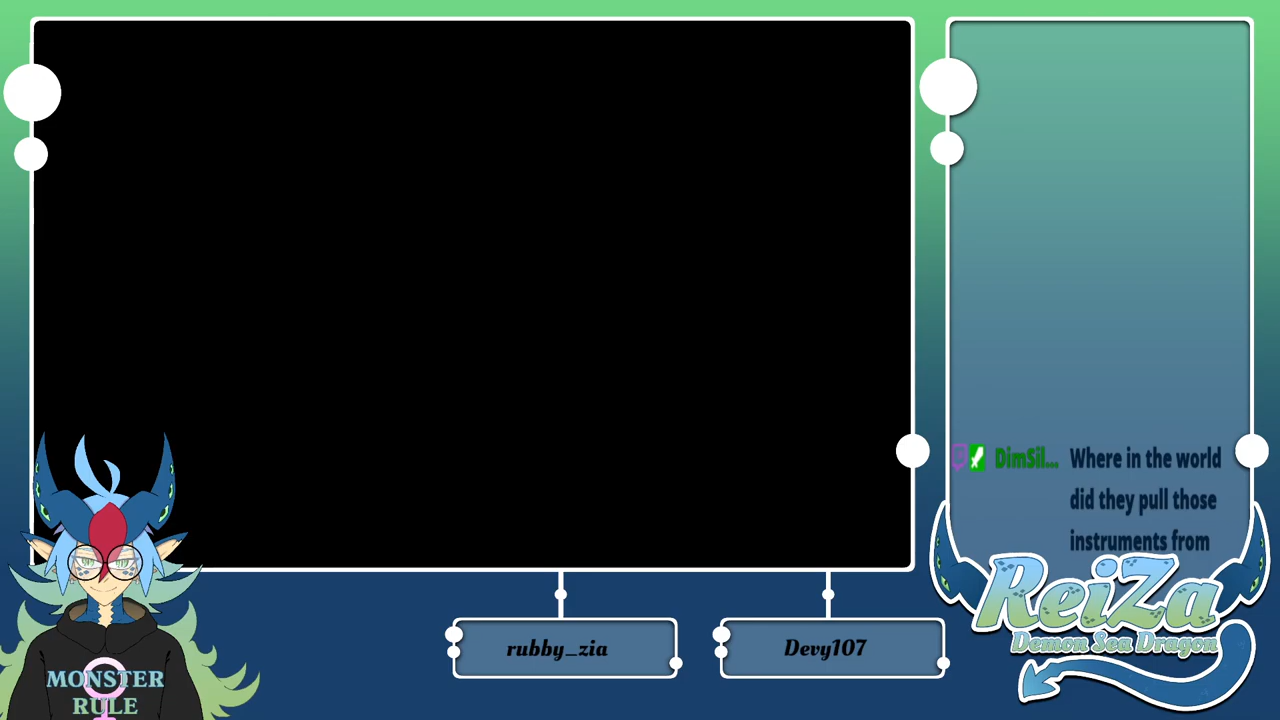 DimSil... Where in the world
did they pull those
instruments from
ReiZa
Demon Sea Dragon
rubby_zia
Devy107
MONSTER
RULE